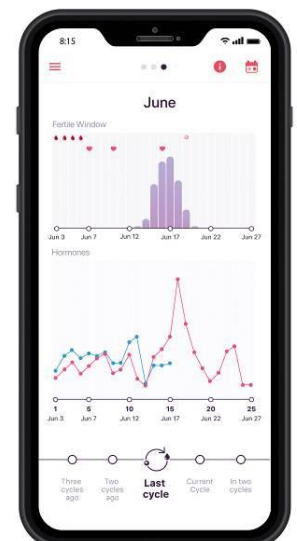 8:15
June
Fertile Window
Jun 3 Jun 7 Jun 12 Jun 17 Jun 22 Jun 27
Hormones
1 5 10 15 20 25
Jun 3 Jun 7 Jun 12 Jun 17 Jun 22 Jun 27
Three cycles ago
Two cycles ago
Last cycle
Current Cycle
In two cycles